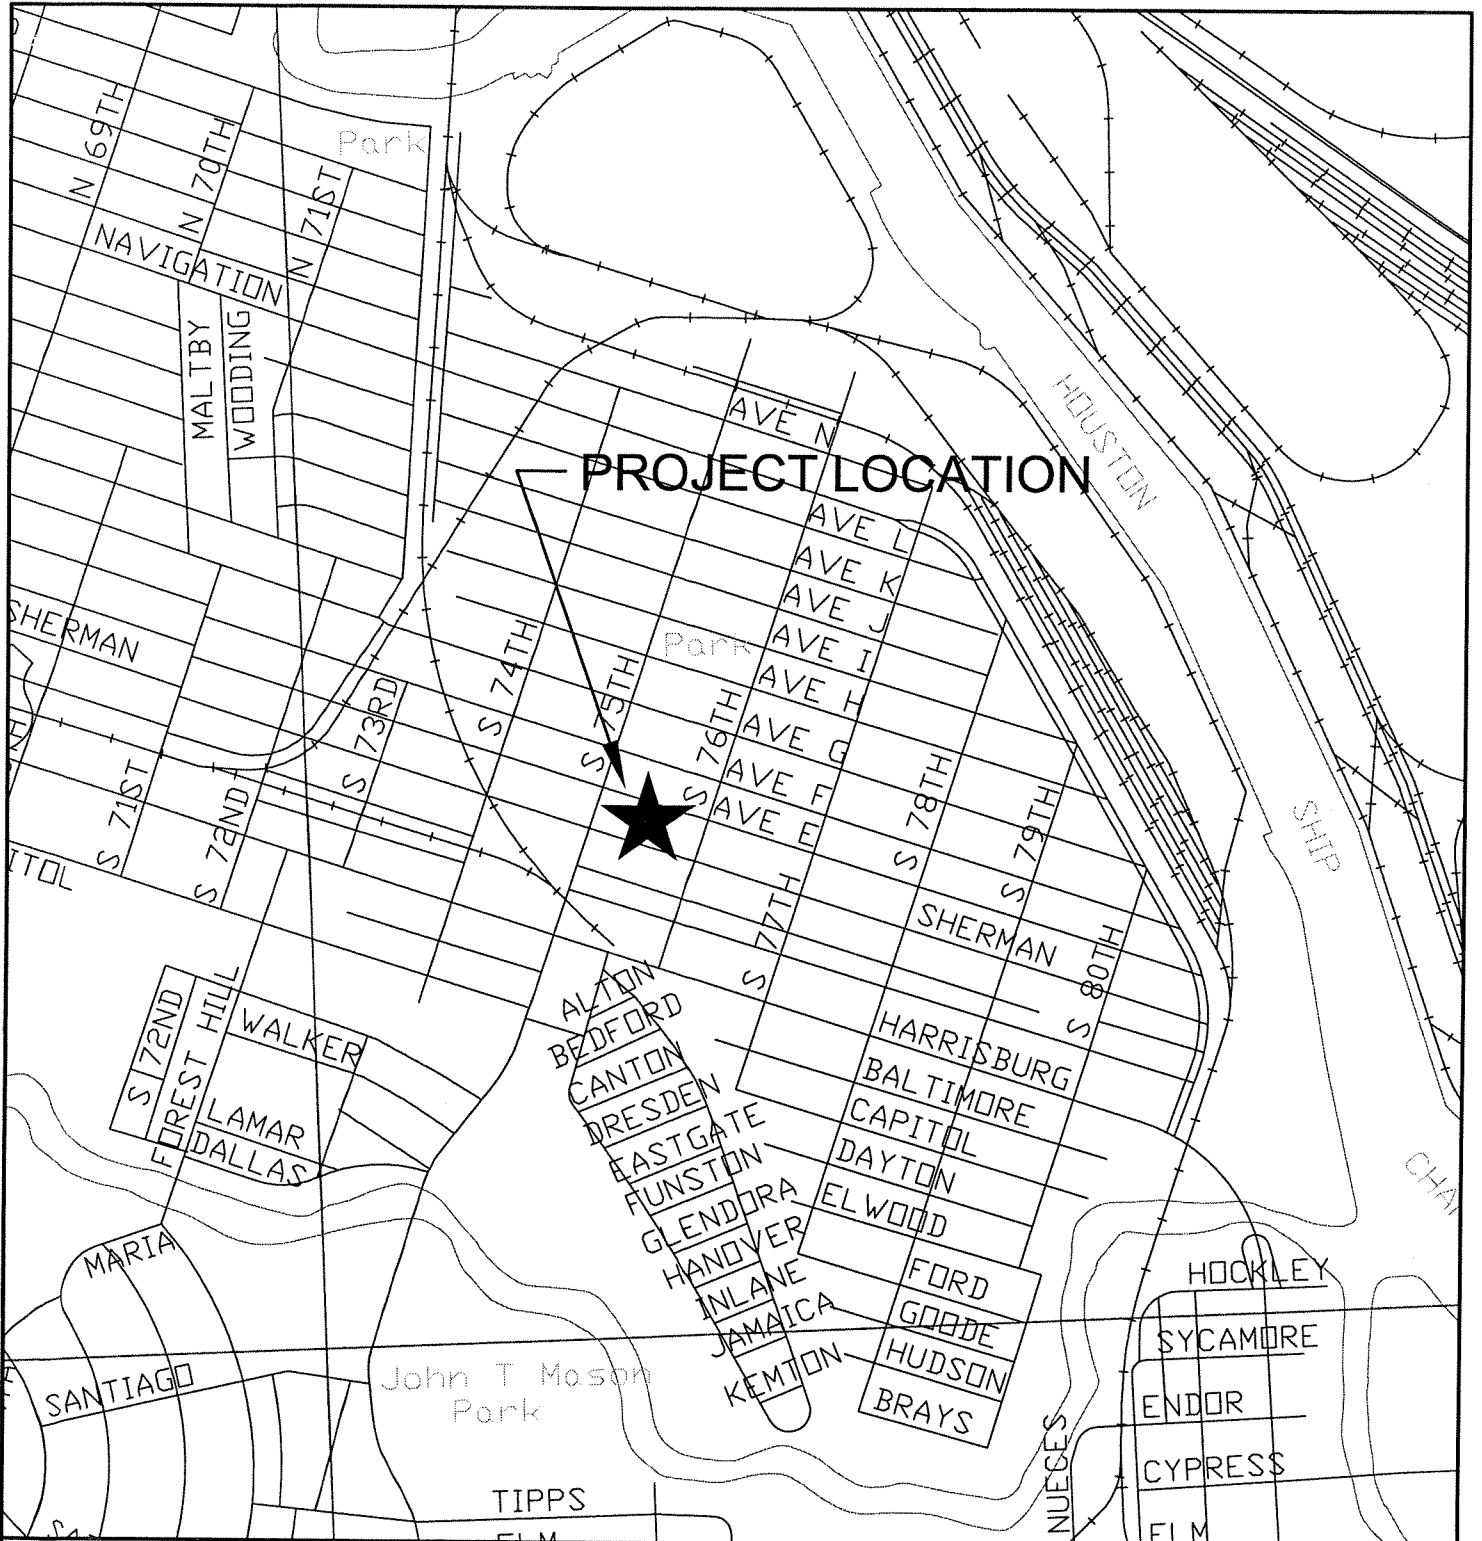 N 69TH
N 70TH
N 71ST
Park
NAVIGATION
MALTBY
WOODING
HOUSTON
AVE N
PROJECT LOCATION
AVE L
AVE K
AVE J
AVE I
AVE H
AVE G
AVE F
AVE E
Park
SHERMAN
S 74TH
S 75TH
S 76TH
S 73RD
S 71ST
S 72ND
S 78TH
S 79TH
S 77TH
S 80TH
SHIP
ITOL
SHERMAN
ALTON
BEDFORD
CANTON
DRESDEN
EASTGATE
FUNSTON
GLENDORA
HANOVER
INLANE
JAMAICA
KEMTON
HARRISBURG
BALTIMORE
CAPITOL
DAYTON
ELWOOD
FORD
GOODE
HUDSON
BRAYS
S 72ND
FOREST HILL
WALKER
LAMAR
DALLAS
CHA
MARIA
SANTIAGO
John T Mason
Park
HOCKLEY
SYCAMORE
ENDOR
CYPRESS
NUECES
ELM
TIPPS
ELM